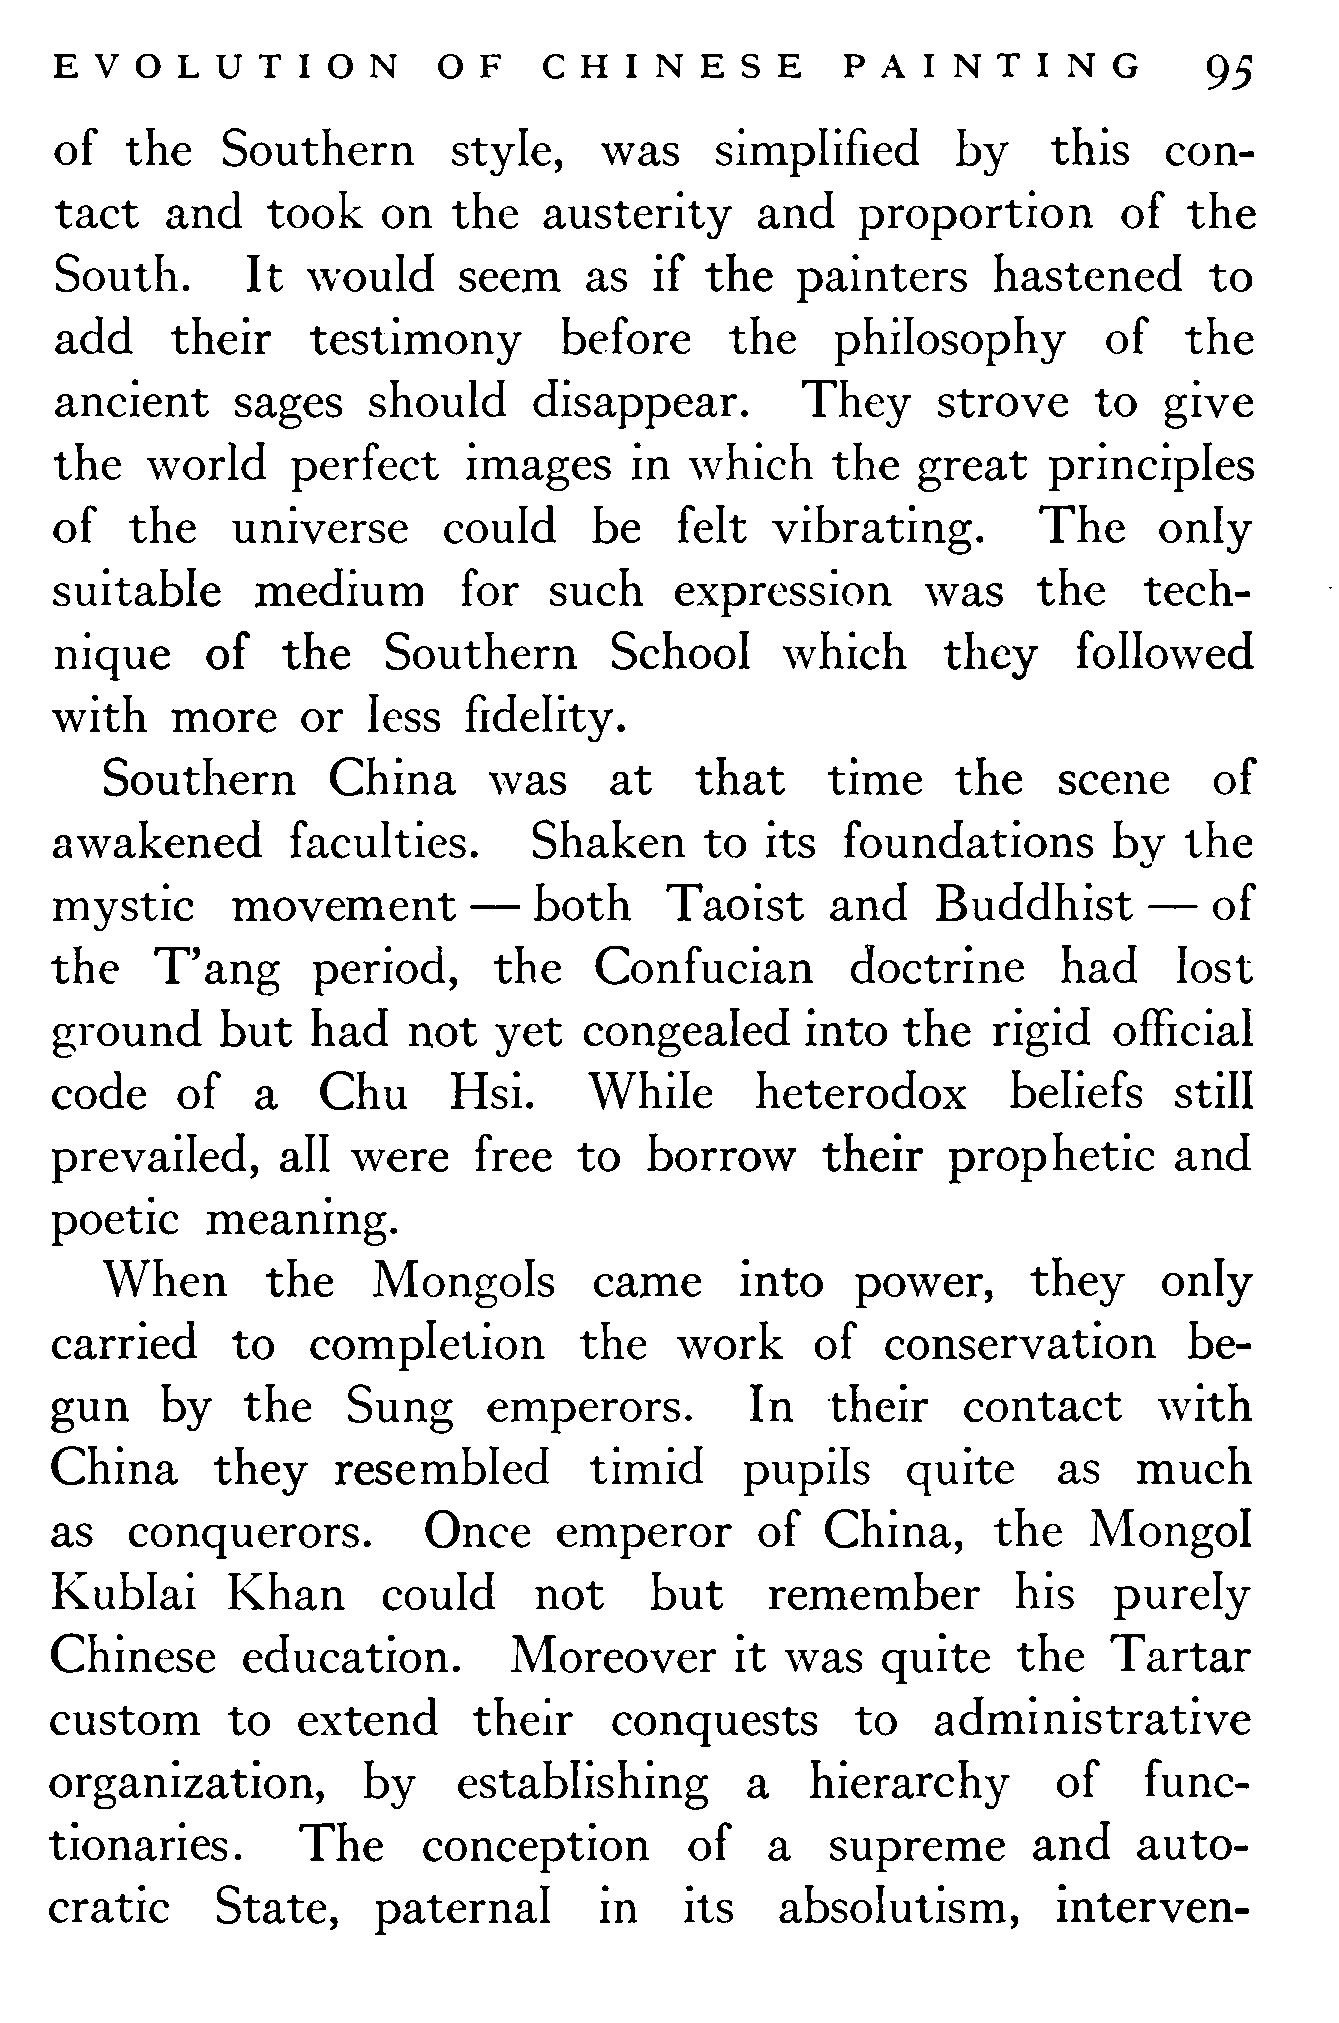 EVOLUTION OF CHINESE PAINTING 95
of the Southern style, was simplified by this con-
tact and took on the austerity and proportion of the
South. It would seem as if the painters hastened to
add their testimony before the philosophy of the
ancient sages should disappear. They strove to give
the world perfect images in which the great principles
of the universe could be felt vibrating. The only
suitable medium for such expression was the tech-
nique of the Southern School which they followed
with more or less fidelity.
Southern China was at that time the scene of
awakened faculties. Shaken to its foundations by the
mystic movement — both Taoist and Buddhist — of
the T'ang period, the Confucian doctrine had lost
ground but had not yet congealed into the rigid official
code of a Chu Hsi. While heterodox beliefs still
prevailed, all were free to borrow their prophetic and
poetic meaning.
When the Mongols came into power, they only
carried to completion the work of conservation be-
gun by the Sung emperors. In their contact with
China they resembled timid pupils quite as much
as conquerors. Once emperor of China, the Mongol
Kublai Khan could not but remember his purely
Chinese education. Moreover it was quite the Tartar
custom to extend their conquests to administrative
organization, by establishing a hierarchy of func-
tionaries. The conception of a supreme and auto-
cratic State, paternal in its absolutism, interven-